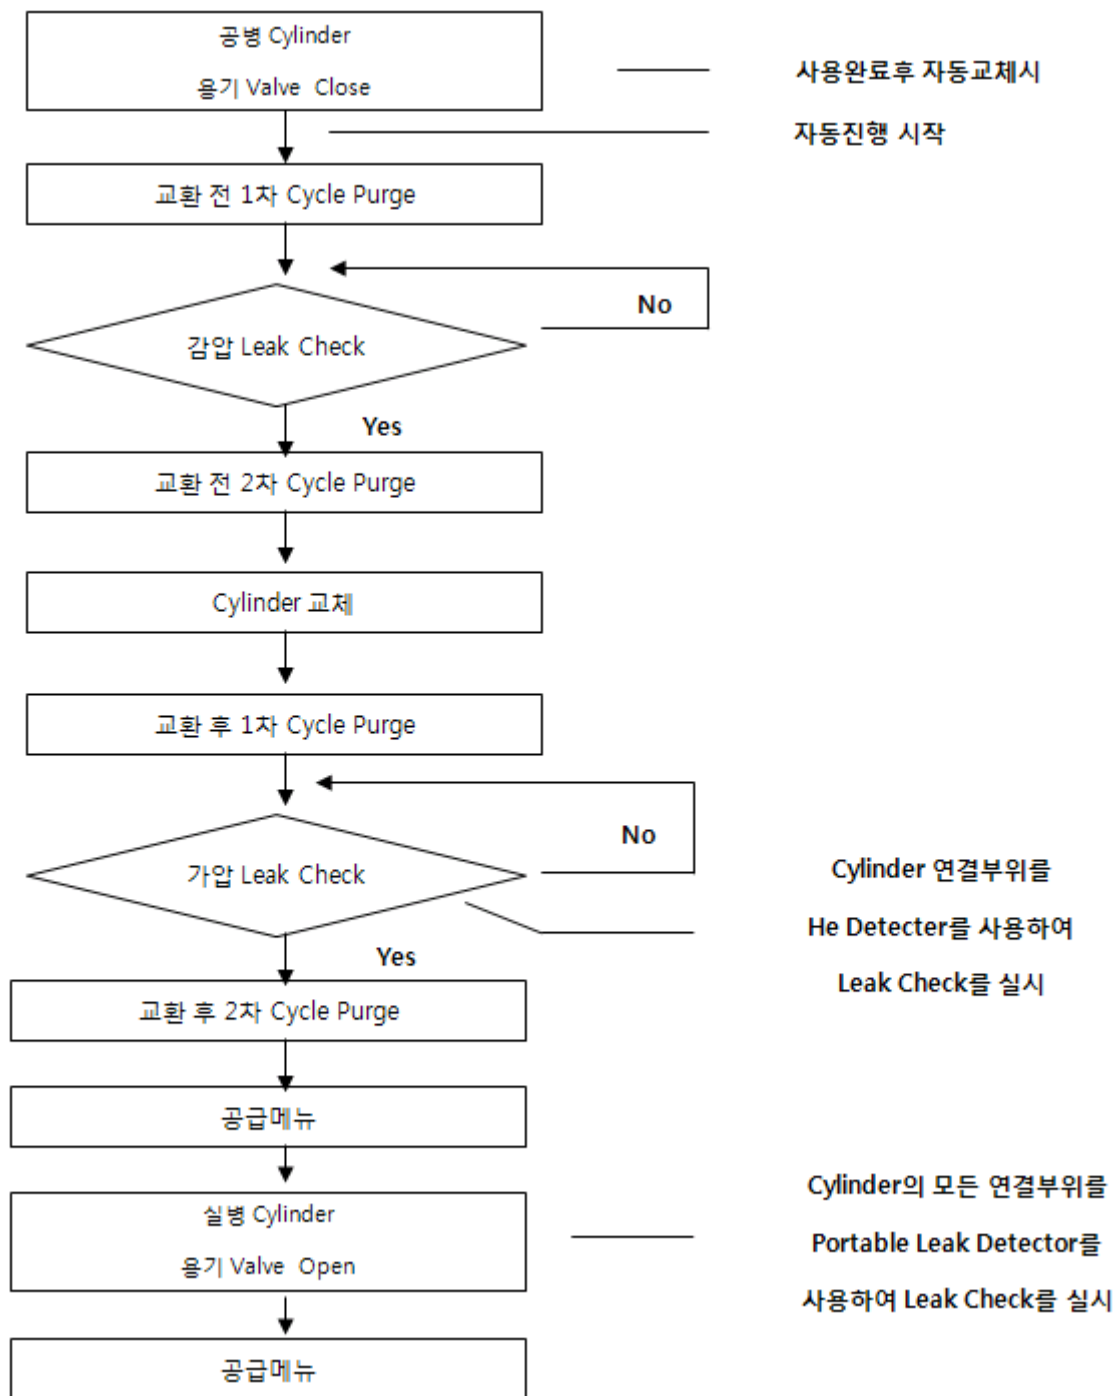 공병 Cylinder
용기 Valve Close
사용완료후 자동교체시
자동진행 시작
교환 전 1차 Cycle Purge
No
감압 Leak Check
Yes
교환 전 2차 Cycle Purge
Cylinder 교체
교환 후 1차 Cycle Purge
No
가압 Leak Check
Cylinder 연결부위를
He Detecter를 사용하여
Leak Check를 실시
Yes
교환 후 2차 Cycle Purge
공급메뉴
실병 Cylinder
용기 Valve Open
Cylinder의 모든 연결부위를
Portable Leak Detector를
사용하여 Leak Check를 실시
공급메뉴